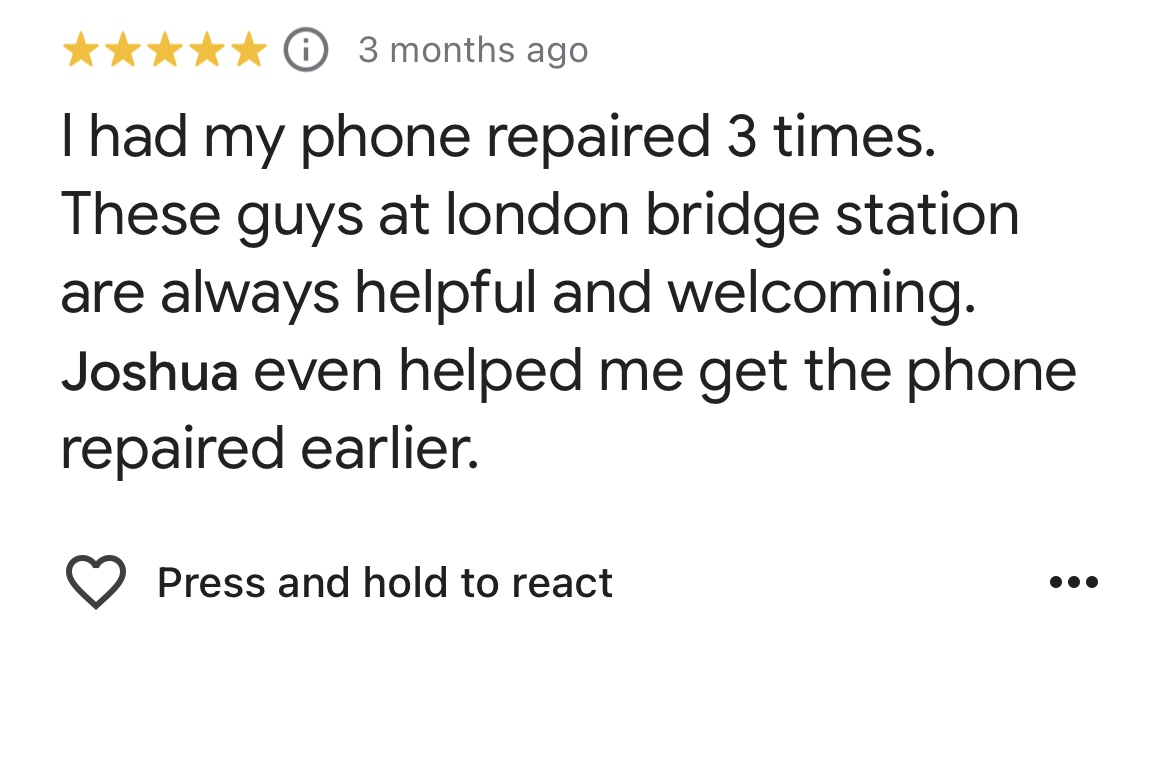 3 months ago
I had my phone repaired 3 times.
These guys at london bridge station
are always helpful and welcoming.
Joshua even helped me get the phone
repaired earlier.
Press and hold to react